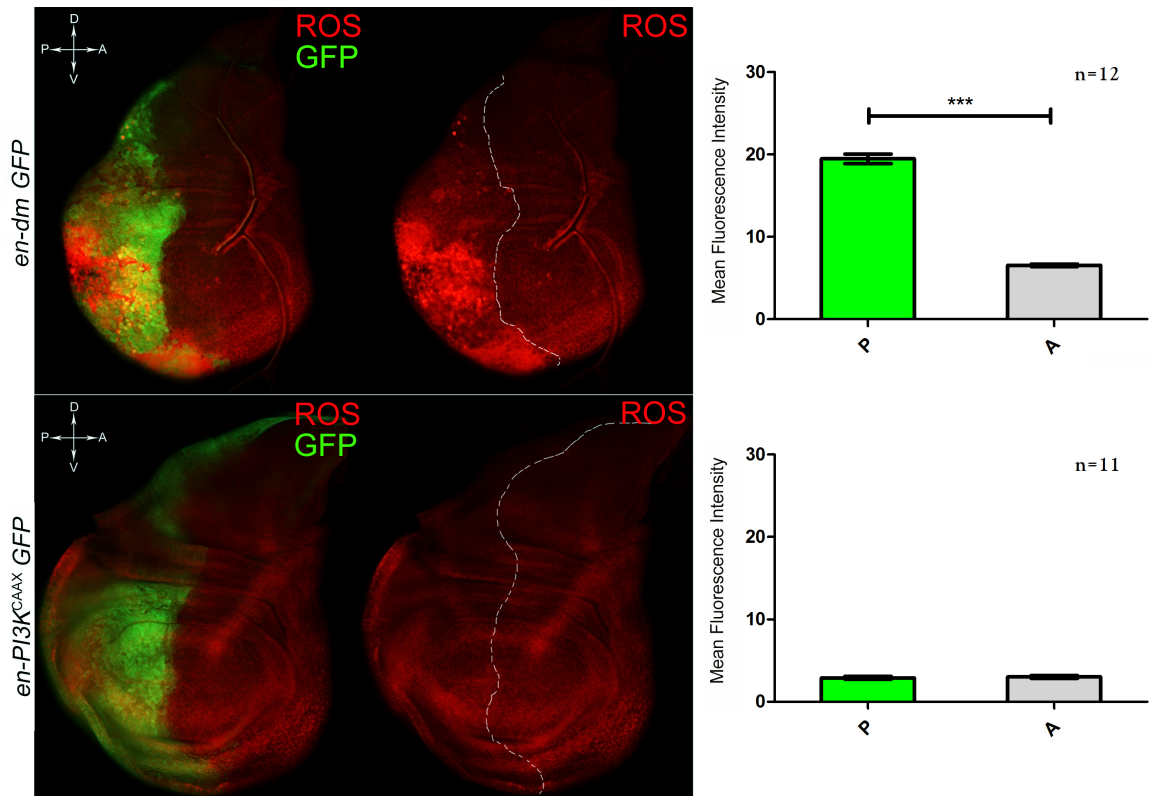 D
P A
V
ROS
GFP
ROS
en-dm GFP
Mean Fluorescence Intensity
30
20
10
0
n=12
***
P
A
D
P A
V
ROS
GFP
ROS
en-PI3K^CAAX GFP
Mean Fluorescence Intensity
30
20
10
0
n=11
P
A